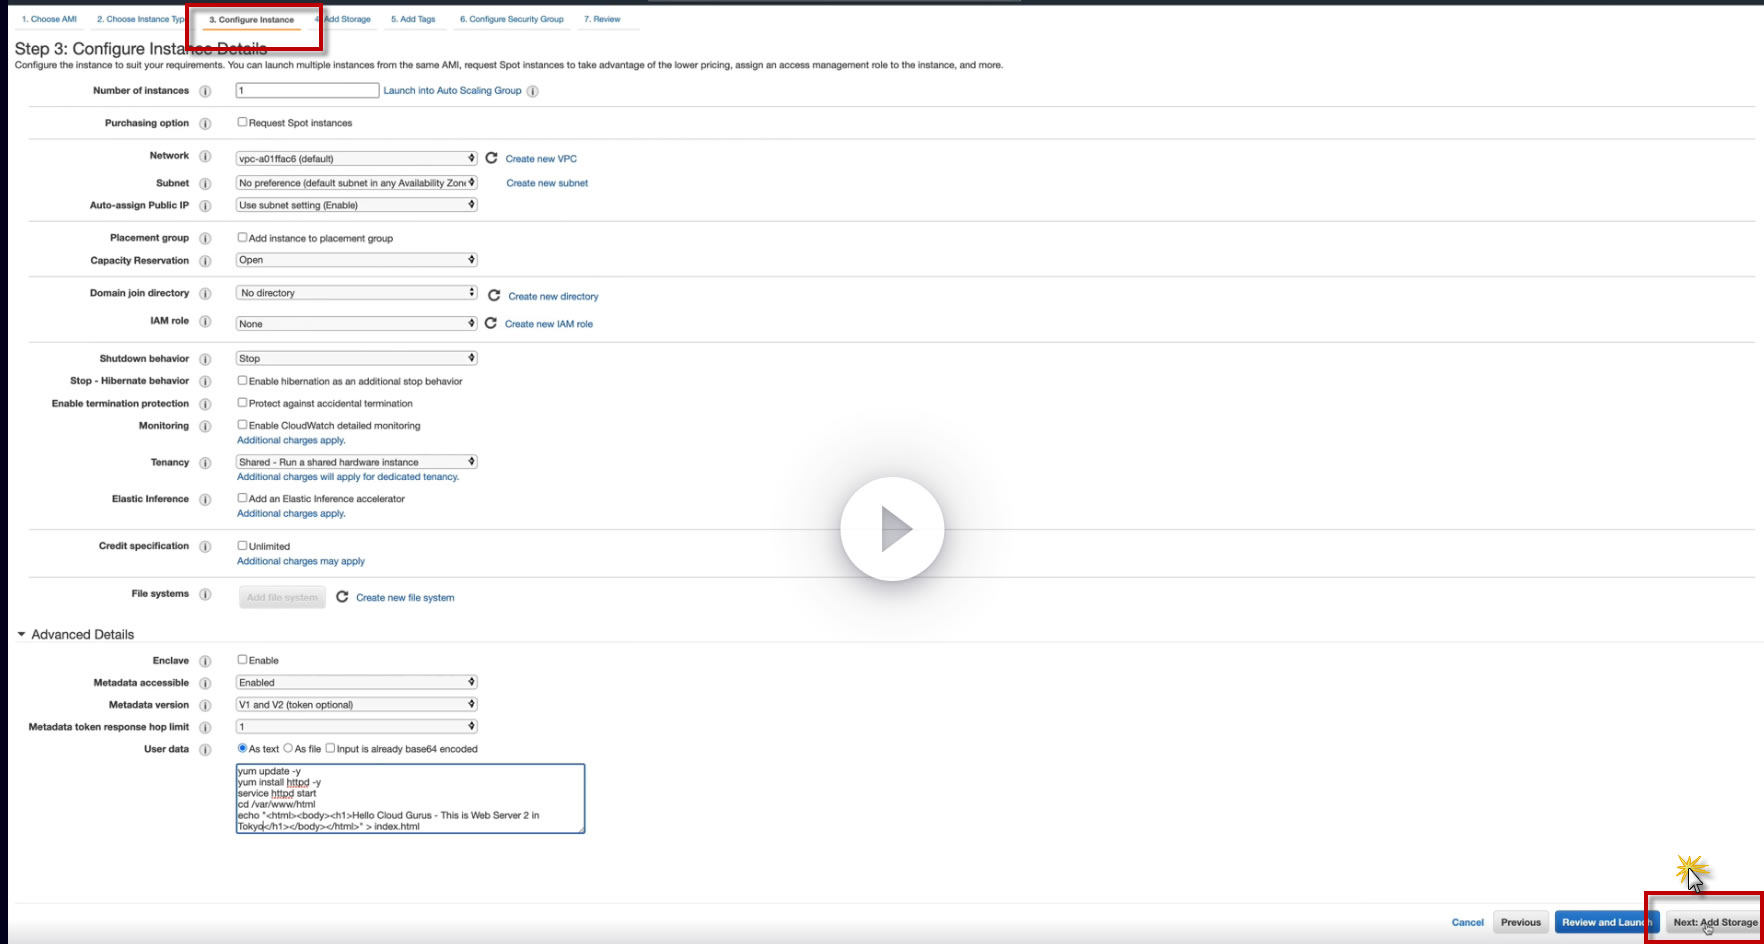 1. Choose AMI 2. Choose Instance Typ 3. Configure Instance 4. Add Storage 5. Add Tags 6. Configure Security Group 7. Review
Step 3: Configure Instance Details
Configure the instance to suit your requirements. You can launch multiple instances from the same AMI, request Spot instances to take advantage of the lower pricing, assign an access management role to the instance, and more.
Number of instances 1 Launch into Auto Scaling Group
Purchasing option Request Spot instances
Network vpc-a01ffac6 (default) Create new VPC
Subnet No preference (default subnet in any Availability Zone Create new subnet
Auto-assign Public IP Use subnet setting (Enable)
Placement group Add instance to placement group
Capacity Reservation Open
Domain join directory No directory Create new directory
IAM role None Create new IAM role
Shutdown behavior Stop
Stop - Hibernate behavior Enable hibernation as an additional stop behavior
Enable termination protection Protect against accidental termination
Monitoring Enable CloudWatch detailed monitoring
Additional charges apply.
Tenancy Shared - Run a shared hardware instance
Additional charges will apply for dedicated tenancy.
Elastic Inference Add an Elastic Inference accelerator
Additional charges apply.
Credit specification Unlimited
Additional charges may apply
File systems Add file system Create new file system
Advanced Details
Enclave Enable
Metadata accessible Enabled
Metadata version V1 and V2 (token optional)
Metadata token response hop limit 1
User data As text As file Input is already base64 encoded
yum update -y
yum install httpd -y
service httpd start
cd /var/www/html
echo "<html><body><h1>Hello Cloud Gurus - This is Web Server 2 in
Tokyo</h1></body></html>" > index.html
Cancel Previous Review and Launch Next: Add Storage